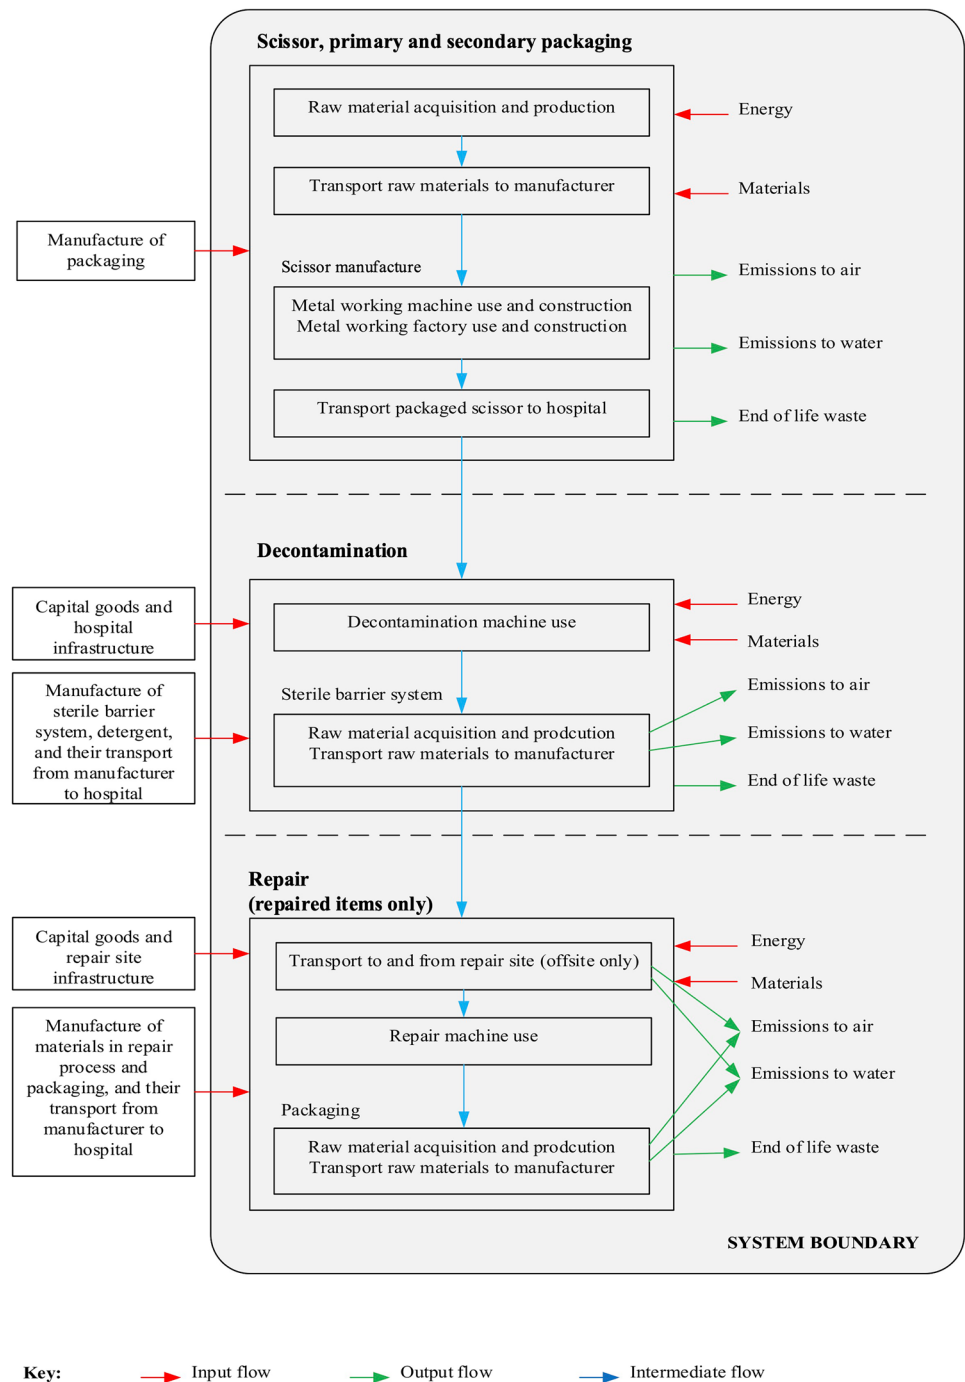 Scissor, primary and secondary packaging
Raw material acquisition and production
Energy
Transport raw materials to manufacturer
Materials
Manufacture of
packaging
Scissor manufacture
Emissions to air
Metal working machine use and construction
Metal working factory use and construction
Emissions to water
Transport packaged scissor to hospital
End of life waste
Decontamination
Capital goods and
hospital
infrastructure
Decontamination machine use
Energy
Materials
Manufacture of
sterile barrier
system, detergent,
and their transport
from manufacturer
to hospital
Sterile barrier system
Raw material acquisition and prodcution
Transport raw materials to manufacturer
Emissions to air
Emissions to water
End of life waste
Repair
(repaired items only)
Capital goods and
repair site
infrastructure
Transport to and from repair site (offsite only)
Energy
Materials
Manufacture of
materials in repair
process and
packaging, and their
transport from
manufacturer to
hospital
Repair machine use
Emissions to air
Emissions to water
Packaging
Raw material acquisition and prodcution
Transport raw materials to manufacturer
End of life waste
SYSTEM BOUNDARY
Key:
Input flow
Output flow
Intermediate flow